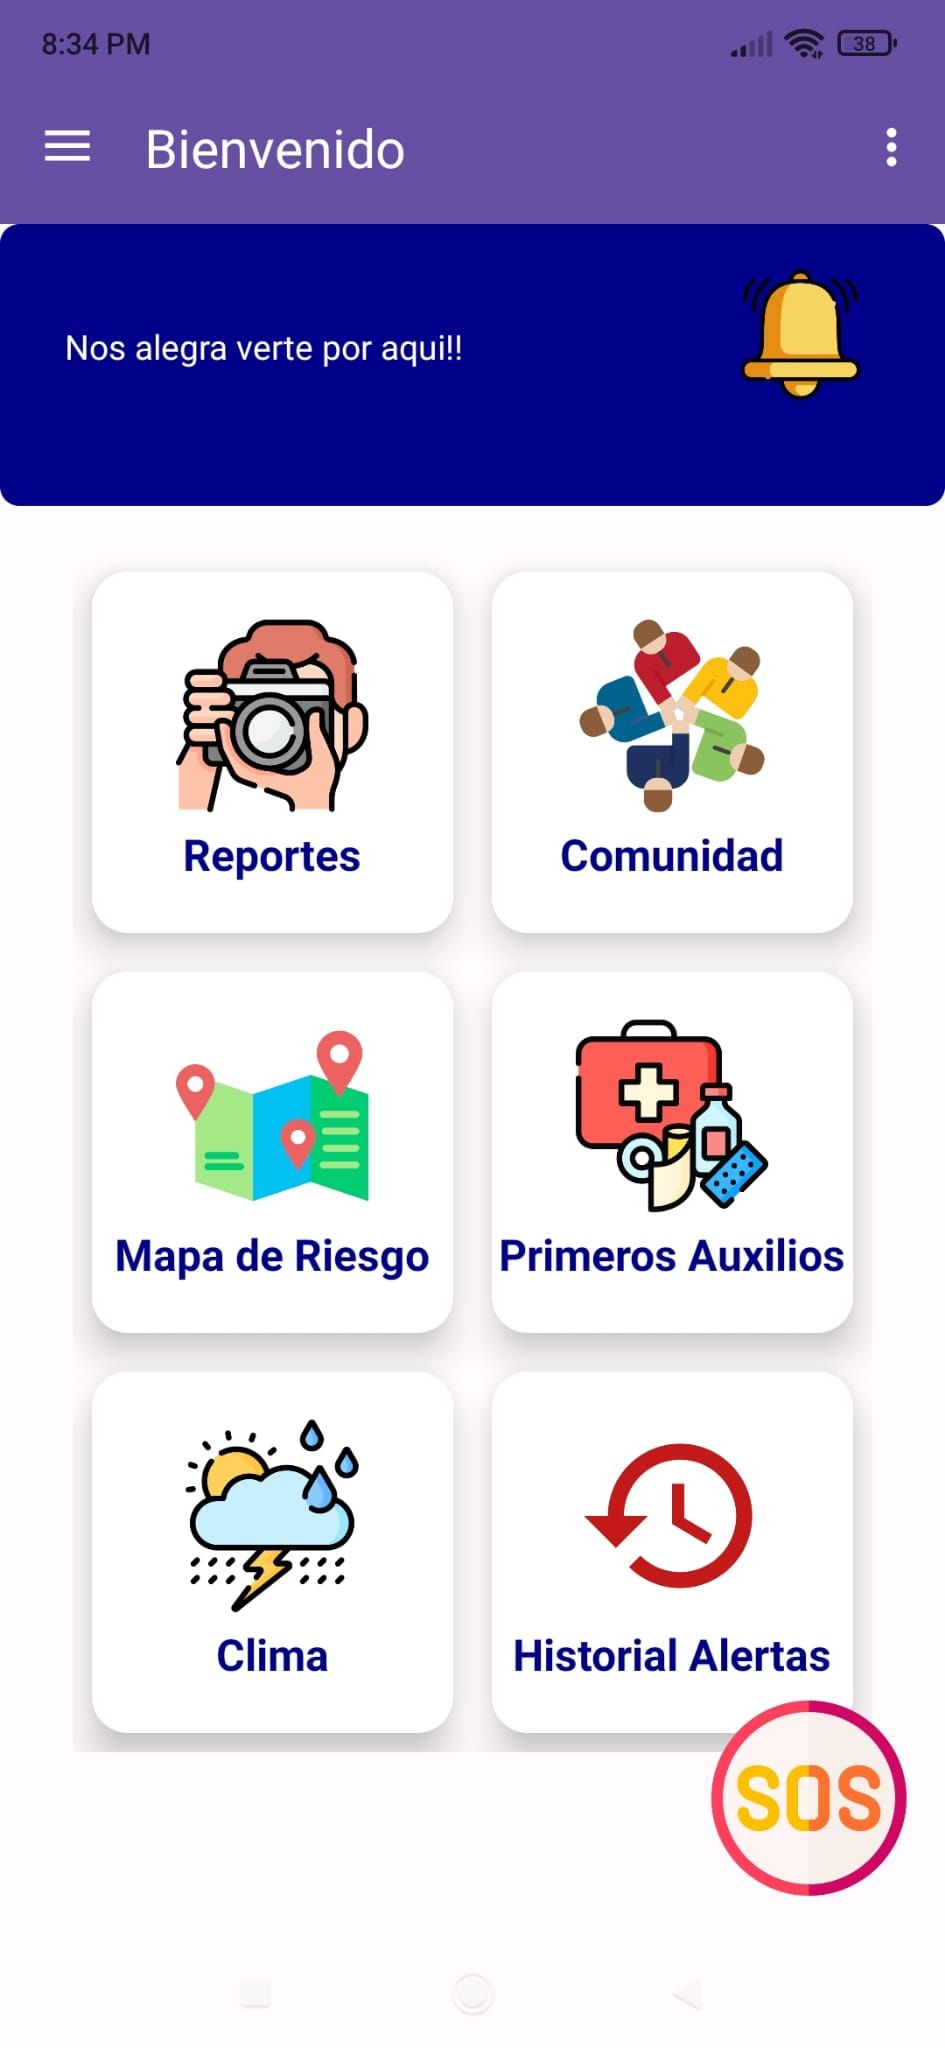 8:34 PM
38
Bienvenido
Nos alegra verte por aqui!!
Reportes
Comunidad
Mapa de Riesgo
Primeros Auxilios
Clima
Historial Alertas
SOS